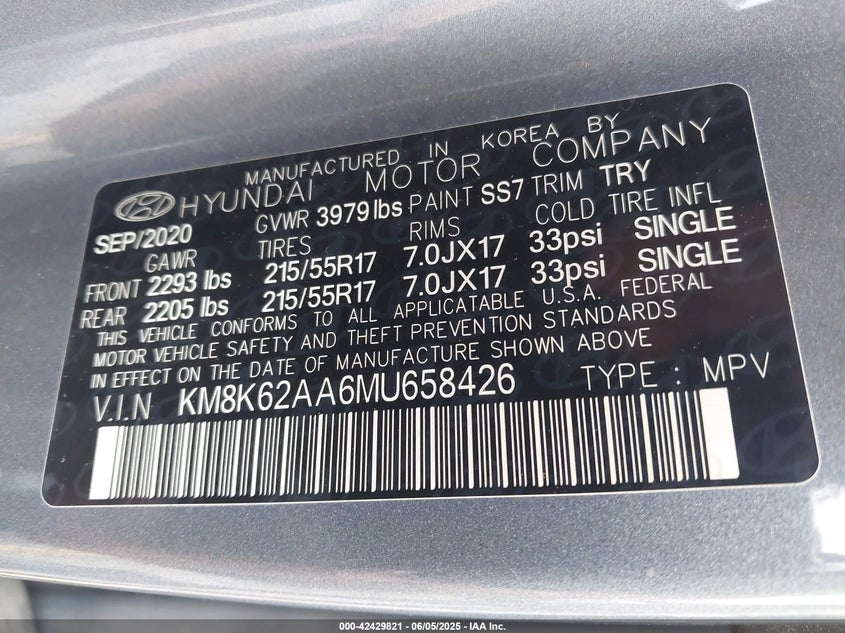 MANUFACTURED IN KOREA BY
HYUNDAI MOTOR COMPANY
SEP/2020 GVWR 3979 lbs PAINT SS7 TRIM TRY
GAWR TIRES RIMS COLD TIRE INFL
FRONT 2293 lbs 215/55R17 7.0JX17 33psi SINGLE
REAR 2205 lbs 215/55R17 7.0JX17 33psi SINGLE
THIS VEHICLE CONFORMS TO ALL APPLICATABLE U.S.A. FEDERAL
MOTOR VEHICLE SAFETY AND THEFT PREVENTION STANDARDS
IN EFFECT ON THE DATE OF MANUFACTURE SHOWN ABOVE
V.I.N KM8K62AA6MU658426 TYPE : MPV
000-42429821 - 06/05/2025 - IAA Inc.